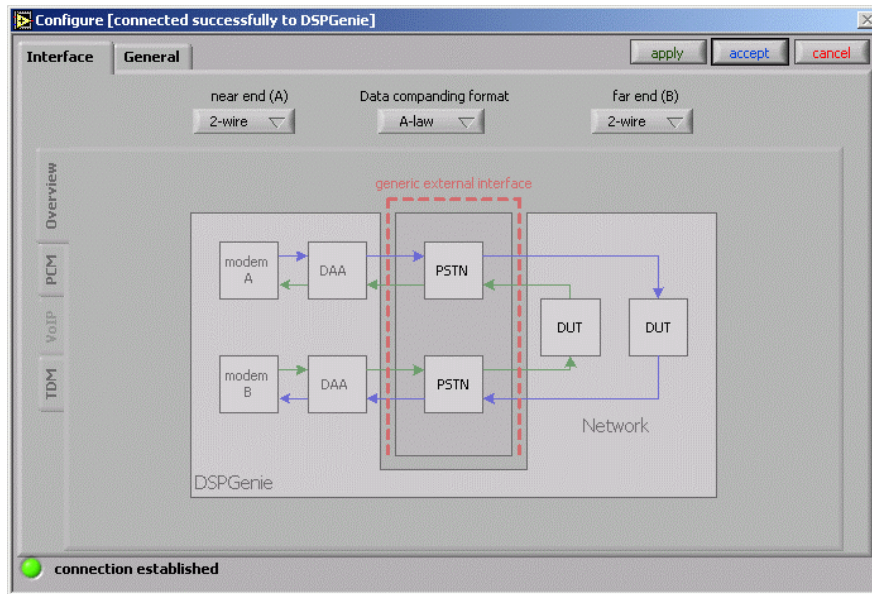 Configure [connected successfully to DSPGenie]
Interface
General
apply
accept
cancel
near end (A)
Data companding format
far end (B)
2-wire
A-law
2-wire
Overview
PCM
VoIP
TDM
generic external interface
modem
A
DAA
PSTN
DUT
DUT
modem
B
DAA
PSTN
Network
DSPGenie
connection established